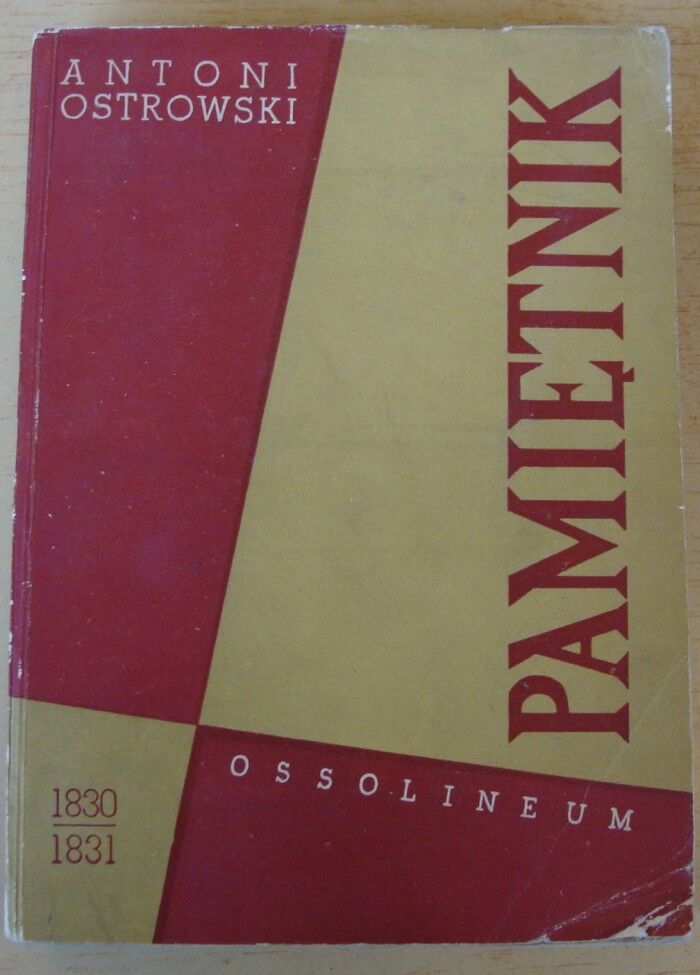 ANTONI
OSTROWSKI
PAMIĘTNIK
OSSOLINEUM
1830
1831